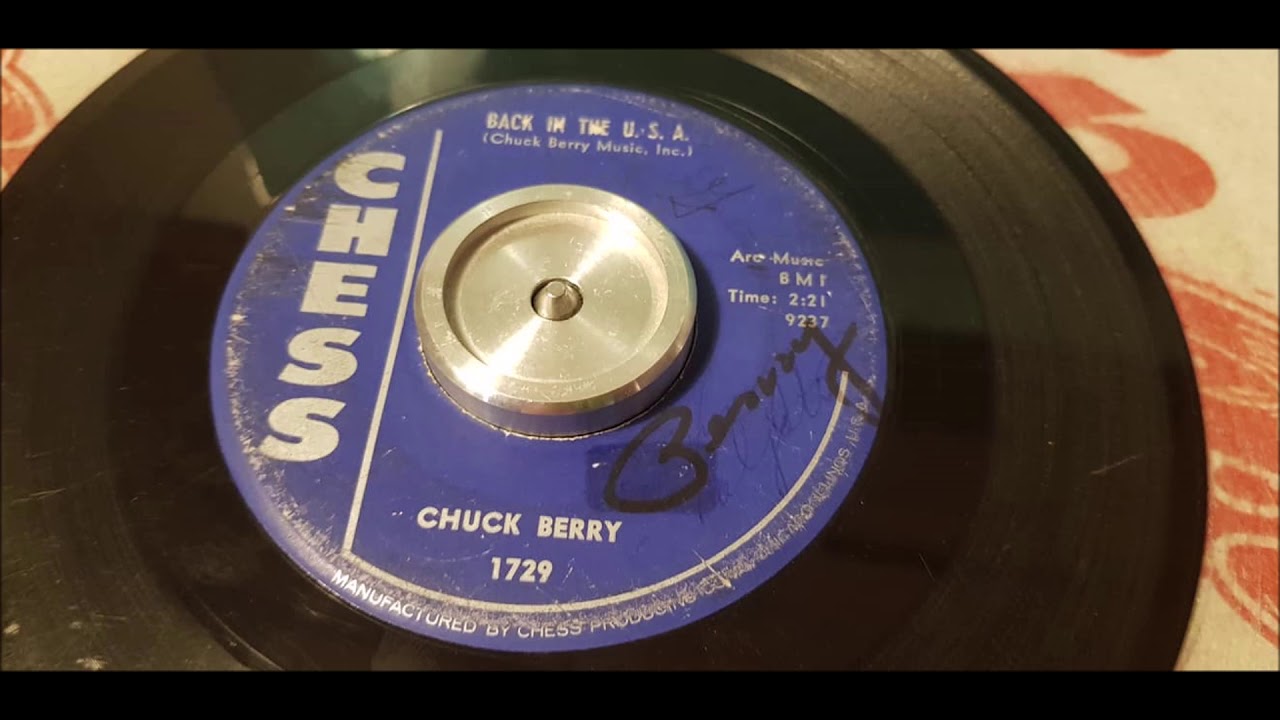 BACK IN THE U.S.A.
(Chuck Berry Music, Inc.)
CHESS
Arc Music
BMI
Time: 2:21
9237
Berry
CHUCK BERRY
1729
MANUFACTURED BY CHESS